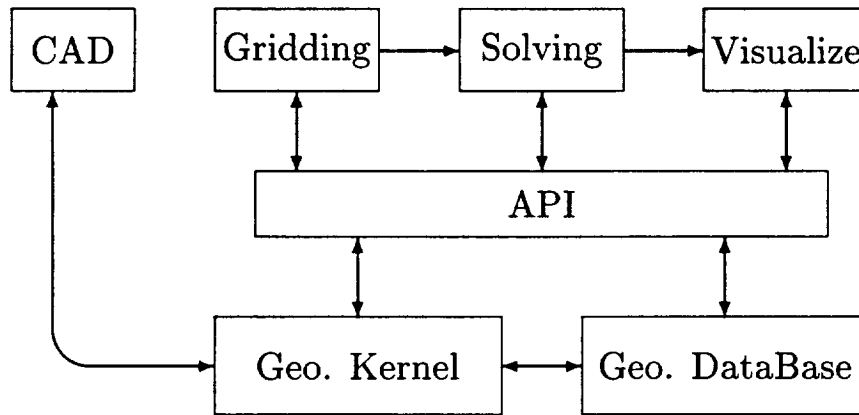 CAD
Gridding
Solving
Visualize
API
Geo. Kernel
Geo. DataBase